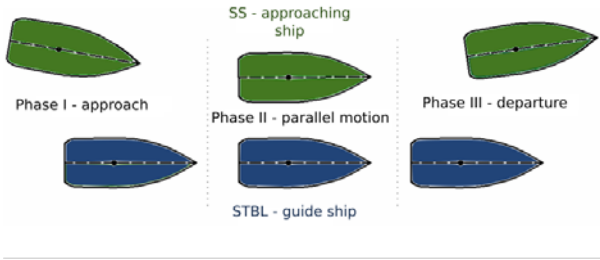 SS - approaching
ship
Phase I - approach
Phase II - parallel motion
Phase III - departure
STBL - guide ship